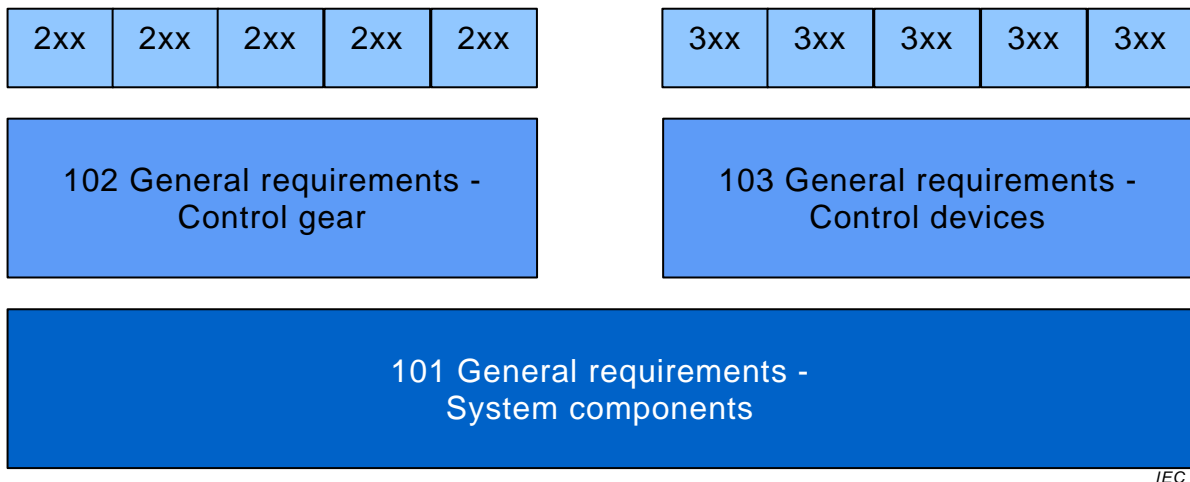 2xx 2xx 2xx 2xx 2xx 3xx 3xx 3xx 3xx 3xx
102 General requirements -
Control gear
103 General requirements -
Control devices
101 General requirements -
System components
IEC